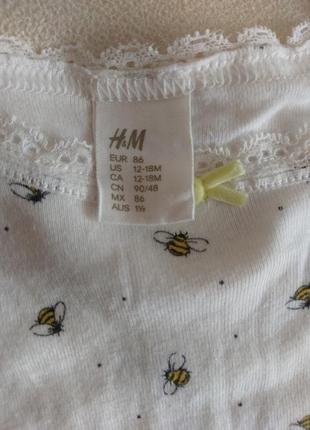 H&M
EUR 86
US 12-18M
CA 12-18M
CN 90/48
MX 86
AUS 1½